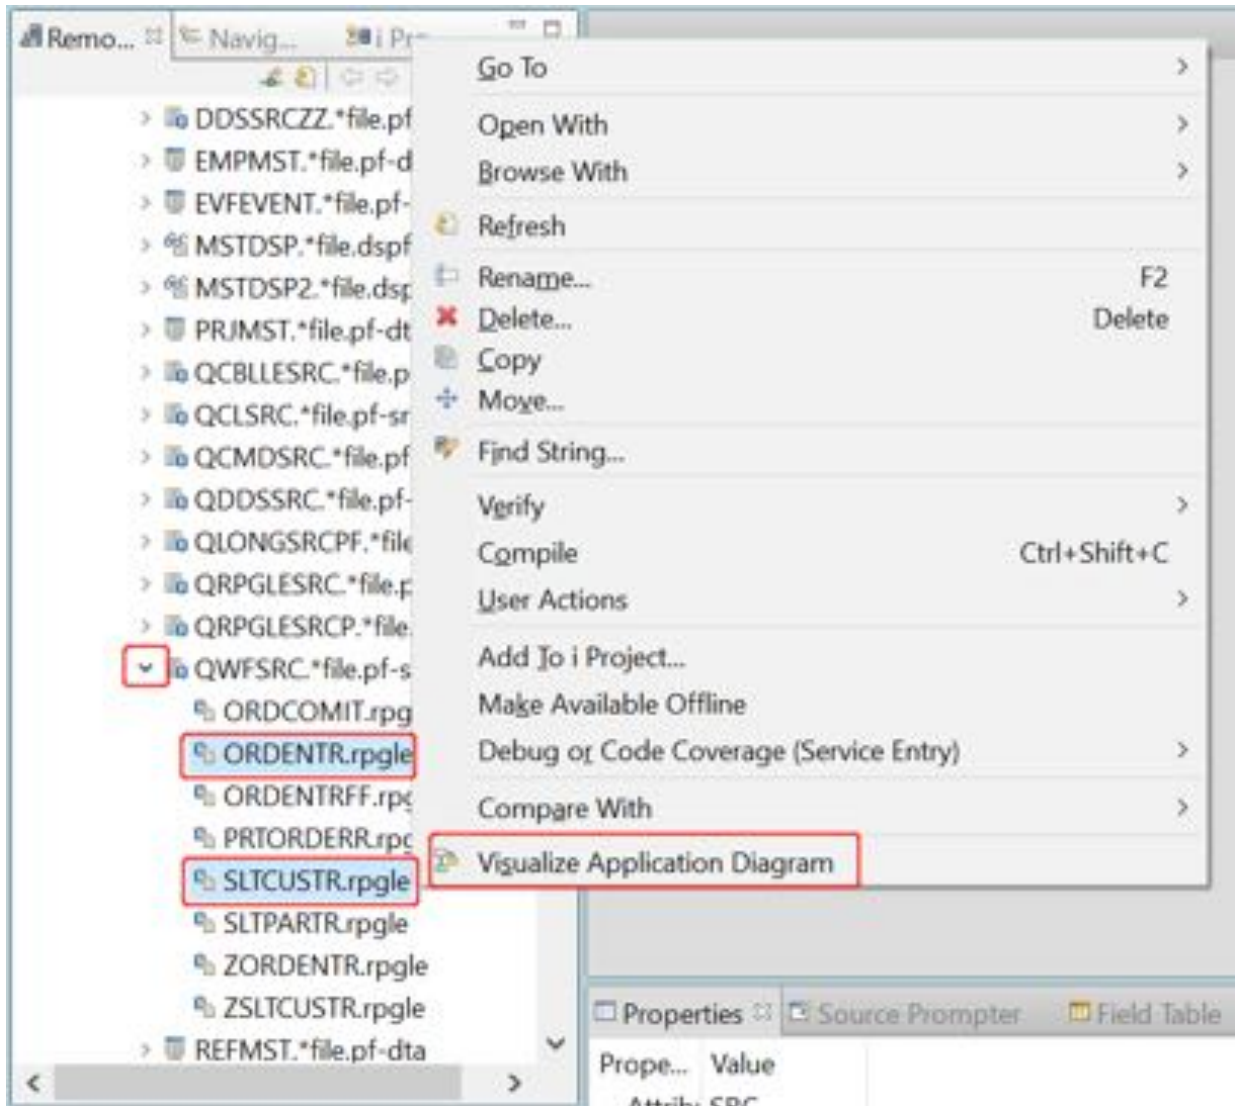 Remo... Navig... i Pr
DDSSRCZZ.*file.pf
EMPMST.*file.pf-d
EVFEVENT.*file.pf-
MSTDSP.*file.dspf
MSTDSP2.*file.dsp
PRJMST.*file.pf-dt
QCBLLESRC.*file.p
QCLSRC.*file.pf-sr
QCMDSRC.*file.pf
QDDSSRC.*file.pf-
QLONGSRCPF.*file
QRPGLESRC.*file.p
QRPGLESRCP.*file.
QWFSRC.*file.pf-s
ORDCOMIT.rpg
ORDENTR.rpgle
ORDENTRFF.rpg
PRTORDERR.rpg
SLTCUSTR.rpgle
SLTPARTR.rpgle
ZORDENTR.rpgle
ZSLTCUSTR.rpgle
REFMST.*file.pf-dta
Go To
Open With
Browse With
Refresh
Rename... F2
Delete... Delete
Copy
Move...
Find String...
Verify
Compile Ctrl+Shift+C
User Actions
Add To i Project...
Make Available Offline
Debug or Code Coverage (Service Entry)
Compare With
Visualize Application Diagram
Properties Source Prompter Field Table
Prope... Value
Attrib: SRC